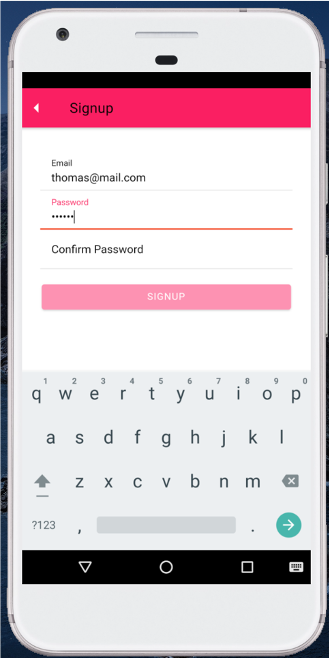 Signup
Email
thomas@mail.com
Password
••••••
Confirm Password
SIGNUP
1 2 3 4 5 6 7 8 9 0
q w e r t y u i o p
a s d f g h j k l
z x c v b n m
?123 , .